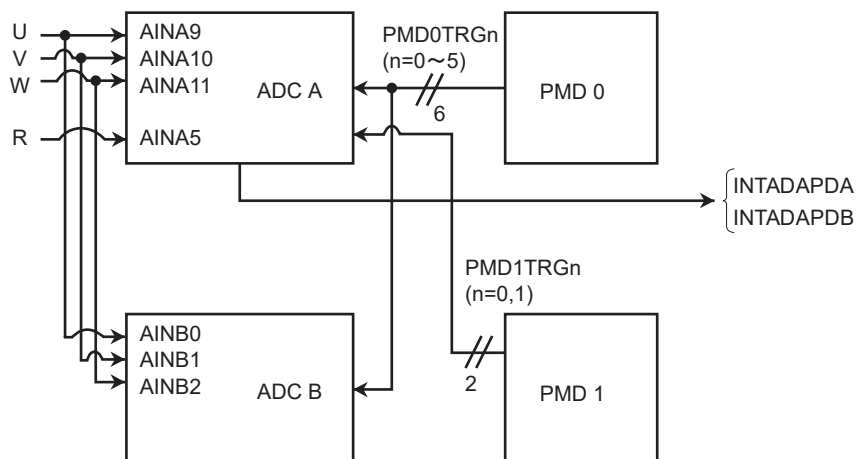 U
V
W
R
AINA9
AINA10
AINA11
AINA5
ADC A
PMD0TRGn
(n=0～5)
6
PMD 0
INTADAPDA
INTADAPDB
PMD1TRGn
(n=0,1)
2
PMD 1
AINB0
AINB1
AINB2
ADC B